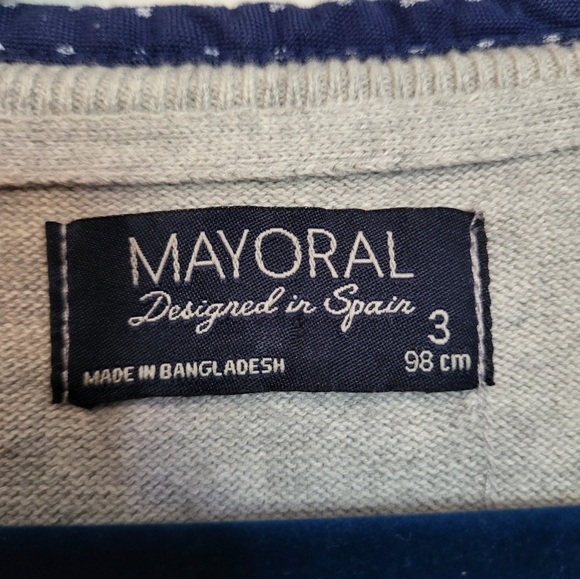 MAYORAL
Designed in Spain
3
MADE IN BANGLADESH 98 cm